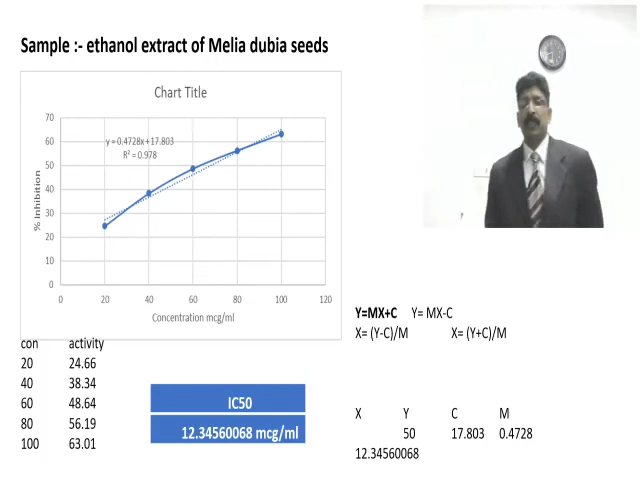 Sample :- ethanol extract of Melia dubia seeds
Chart Title
70
60
50
40
30
20
10
0
y = 0.4728x + 17.803
R² = 0.978
% Inhibition
0 20 40 60 80 100 120
Concentration mcg/ml
Y=MX+C Y= MX-C
X= (Y-C)/M X= (Y+C)/M
con activity
20 24.66
40 38.34
60 48.64
80 56.19
100 63.01
IC50
12.34560068 mcg/ml
X Y C M
50 17.803 0.4728
12.34560068